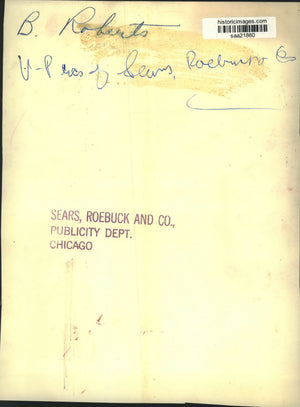 historicimages.com
saa21860
B. Roberts
V-Pres of Sears, Roebuck & Co
SEARS, ROEBUCK AND CO.,
PUBLICITY DEPT.
CHICAGO